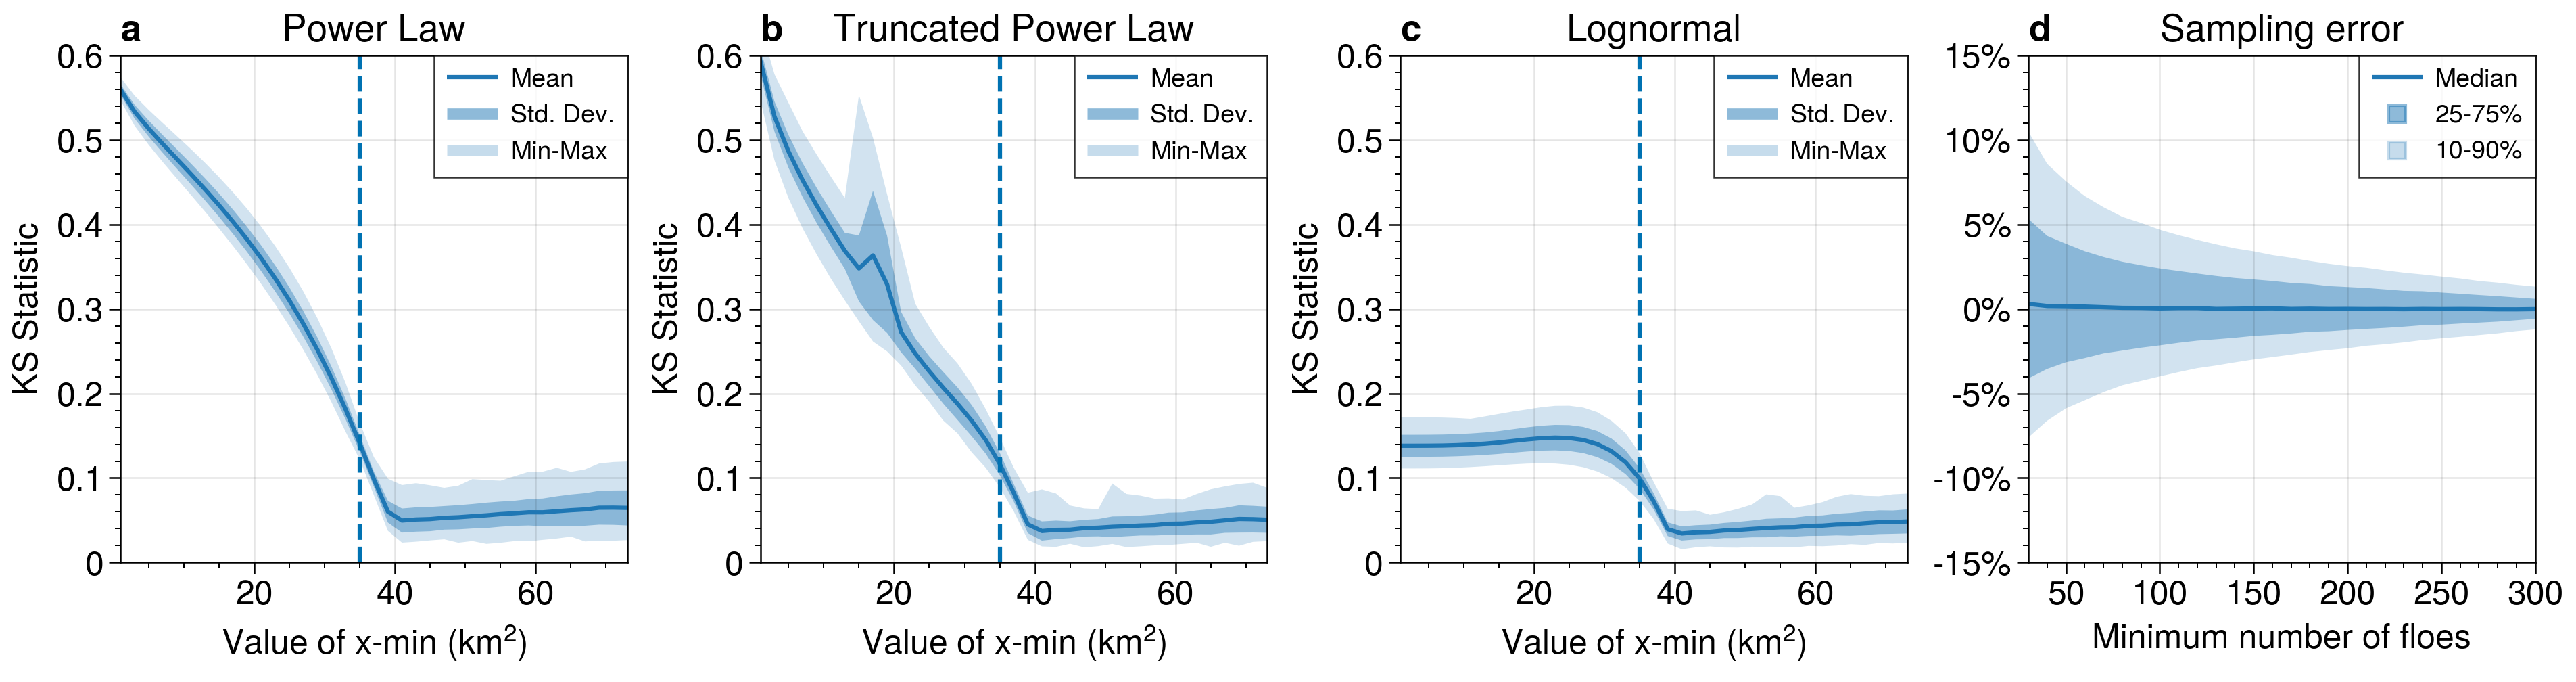 a Power Law
KS Statistic
0.6
0.5
0.4
0.3
0.2
0.1
0
Mean
Std. Dev.
Min-Max
20 40 60
Value of x-min (km²)
b Truncated Power Law
KS Statistic
0.6
0.5
0.4
0.3
0.2
0.1
0
Mean
Std. Dev.
Min-Max
20 40 60
Value of x-min (km²)
c Lognormal
KS Statistic
0.6
0.5
0.4
0.3
0.2
0.1
0
Mean
Std. Dev.
Min-Max
20 40 60
Value of x-min (km²)
d Sampling error
15%
10%
5%
0%
-5%
-10%
-15%
Median
25-75%
10-90%
50 100 150 200 250 300
Minimum number of floes